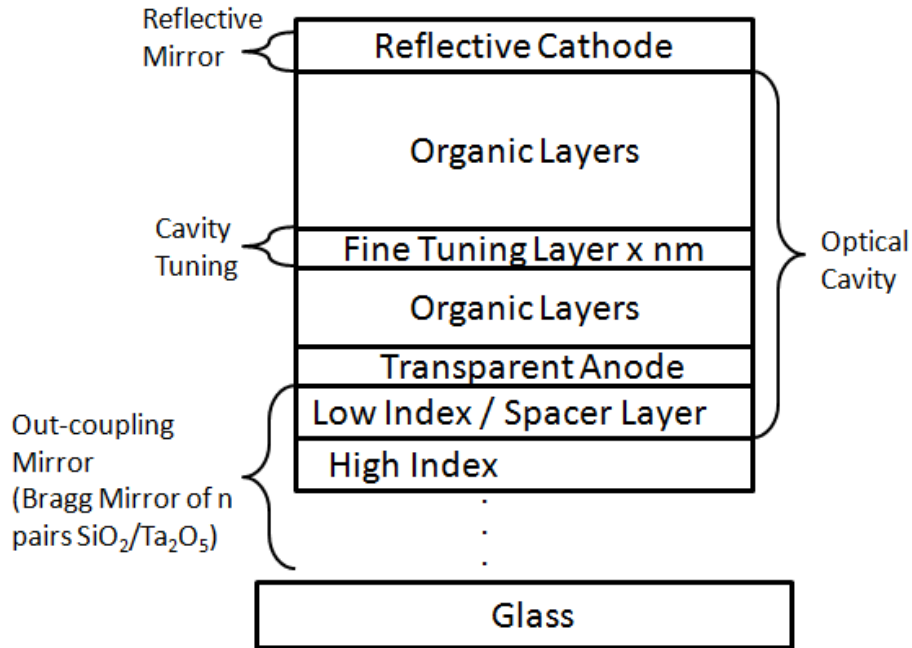 Reflective
Mirror
Reflective Cathode
Organic Layers
Cavity
Tuning
Fine Tuning Layer x nm
Optical
Cavity
Organic Layers
Transparent Anode
Low Index / Spacer Layer
Out-coupling
Mirror
(Bragg Mirror of n
pairs SiO₂/Ta₂O₅)
High Index
Glass